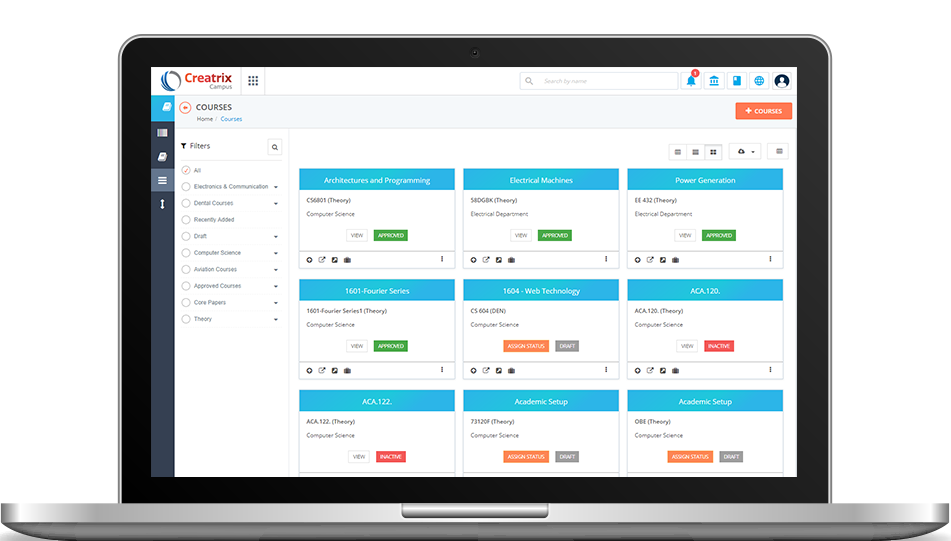 Creatrix
Campus
Search by name
1
COURSES
Home / Courses
+ COURSES
Filters
All
Electronics & Communication
Dental Courses
Recently Added
Draft
Computer Science
Aviation Courses
Approved Courses
Core Papers
Theory
Architectures and Programming
CS6801 (Theory)
Computer Science
VIEW APPROVED
Electrical Machines
58DGBK (Theory)
Electrical Department
VIEW APPROVED
Power Generation
EE 432 (Theory)
Electrical Department
VIEW APPROVED
1601-Fourier Series
1601-Fourier Series1 (Theory)
Computer Science
VIEW APPROVED
1604 - Web Technology
CS 604 (DEN)
Computer Science
ASSIGN STATUS DRAFT
ACA.120.
ACA.120. (Theory)
Computer Science
VIEW INACTIVE
ACA.122.
ACA.122. (Theory)
Computer Science
VIEW INACTIVE
Academic Setup
73120F (Theory)
Computer Science
ASSIGN STATUS DRAFT
Academic Setup
OBE (Theory)
Computer Science
ASSIGN STATUS DRAFT